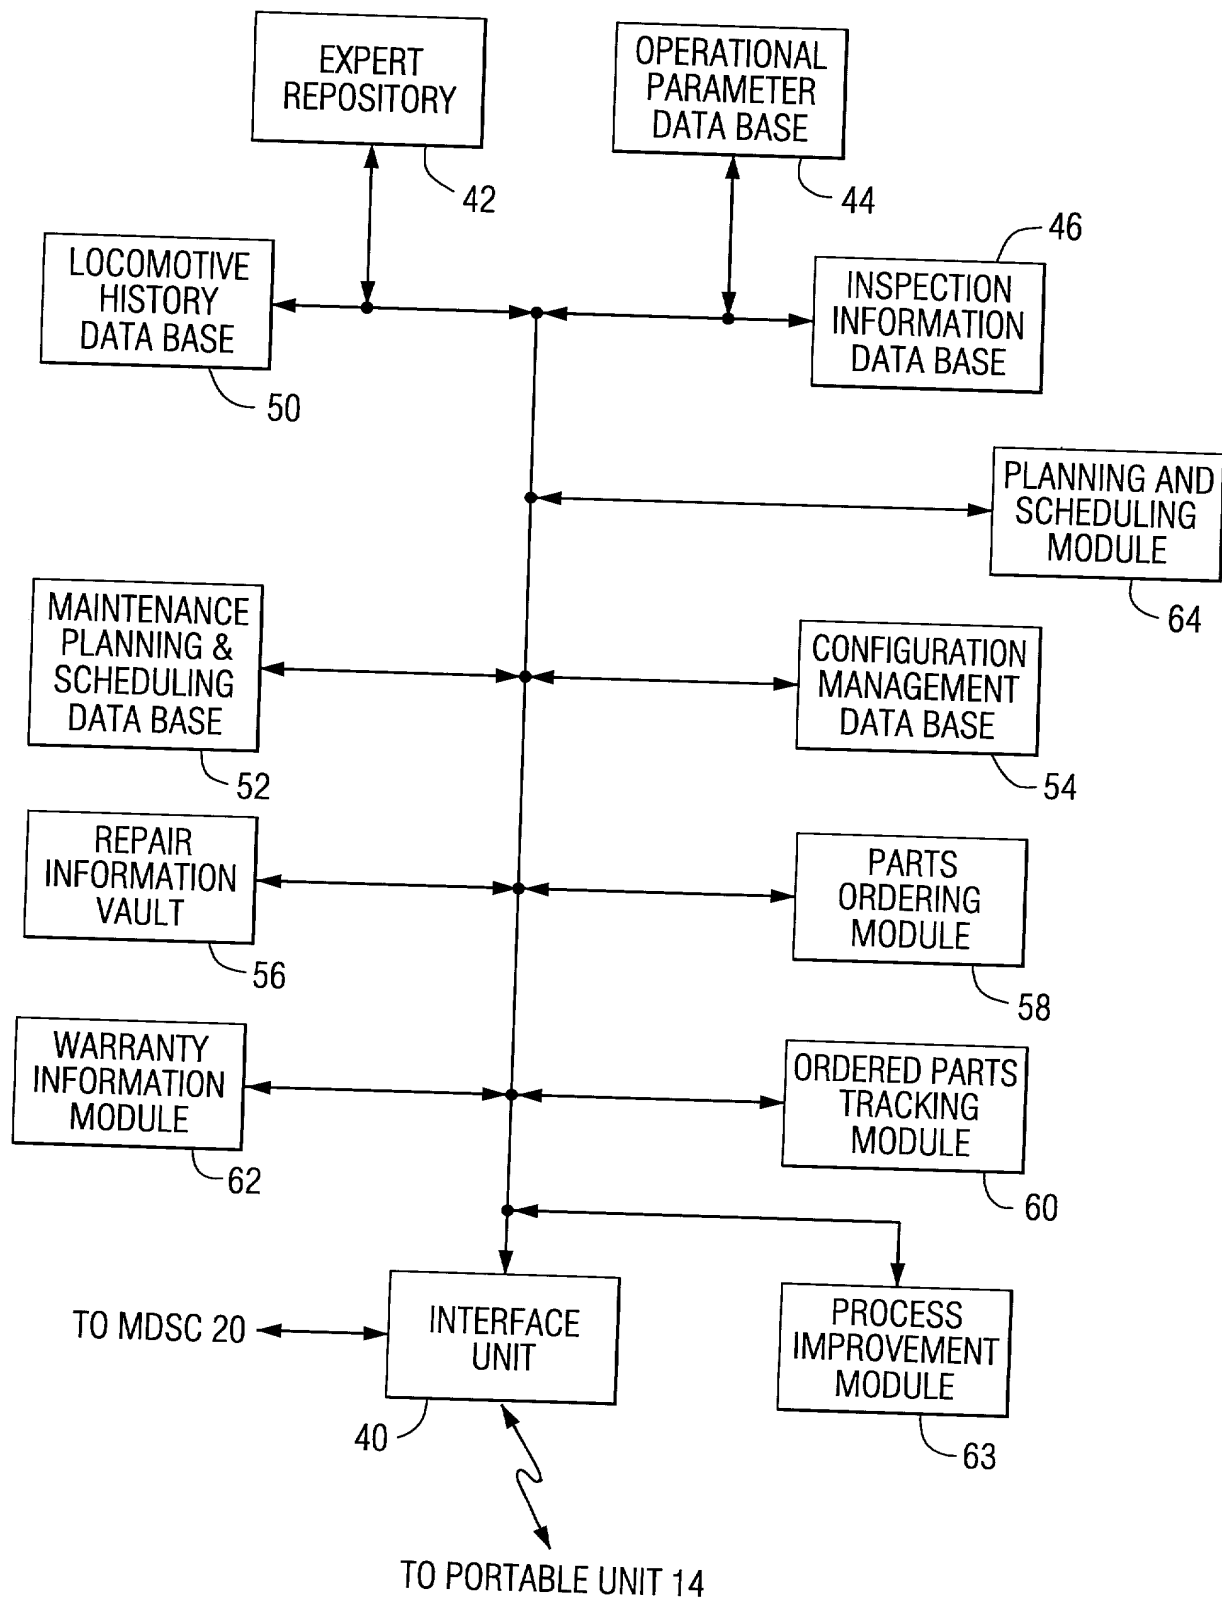 EXPERT
REPOSITORY
42
OPERATIONAL
PARAMETER
DATA BASE
44
LOCOMOTIVE
HISTORY
DATA BASE
50
46
INSPECTION
INFORMATION
DATA BASE
PLANNING AND
SCHEDULING
MODULE
64
MAINTENANCE
PLANNING &
SCHEDULING
DATA BASE
52
CONFIGURATION
MANAGEMENT
DATA BASE
54
REPAIR
INFORMATION
VAULT
56
PARTS
ORDERING
MODULE
58
WARRANTY
INFORMATION
MODULE
62
ORDERED PARTS
TRACKING
MODULE
60
TO MDSC 20
INTERFACE
UNIT
40
PROCESS
IMPROVEMENT
MODULE
63
TO PORTABLE UNIT 14